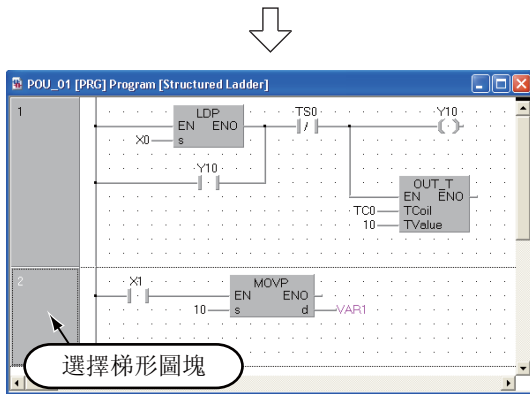 POU_01 [PRG] Program [Structured Ladder]
1
LDP TS0 Y10
EN ENO
X0 s
Y10
OUT_T
EN ENO
TC0 TCoil
10 TValue
2
X1 MOVP
EN ENO
10 s d VAR1
選擇梯形圖塊